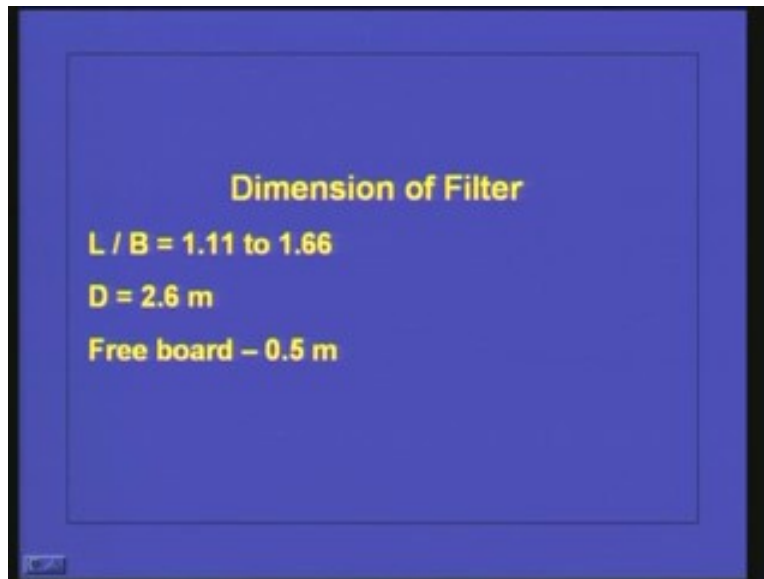 Dimension of Filter
L / B = 1.11 to 1.66
D = 2.6 m
Free board – 0.5 m